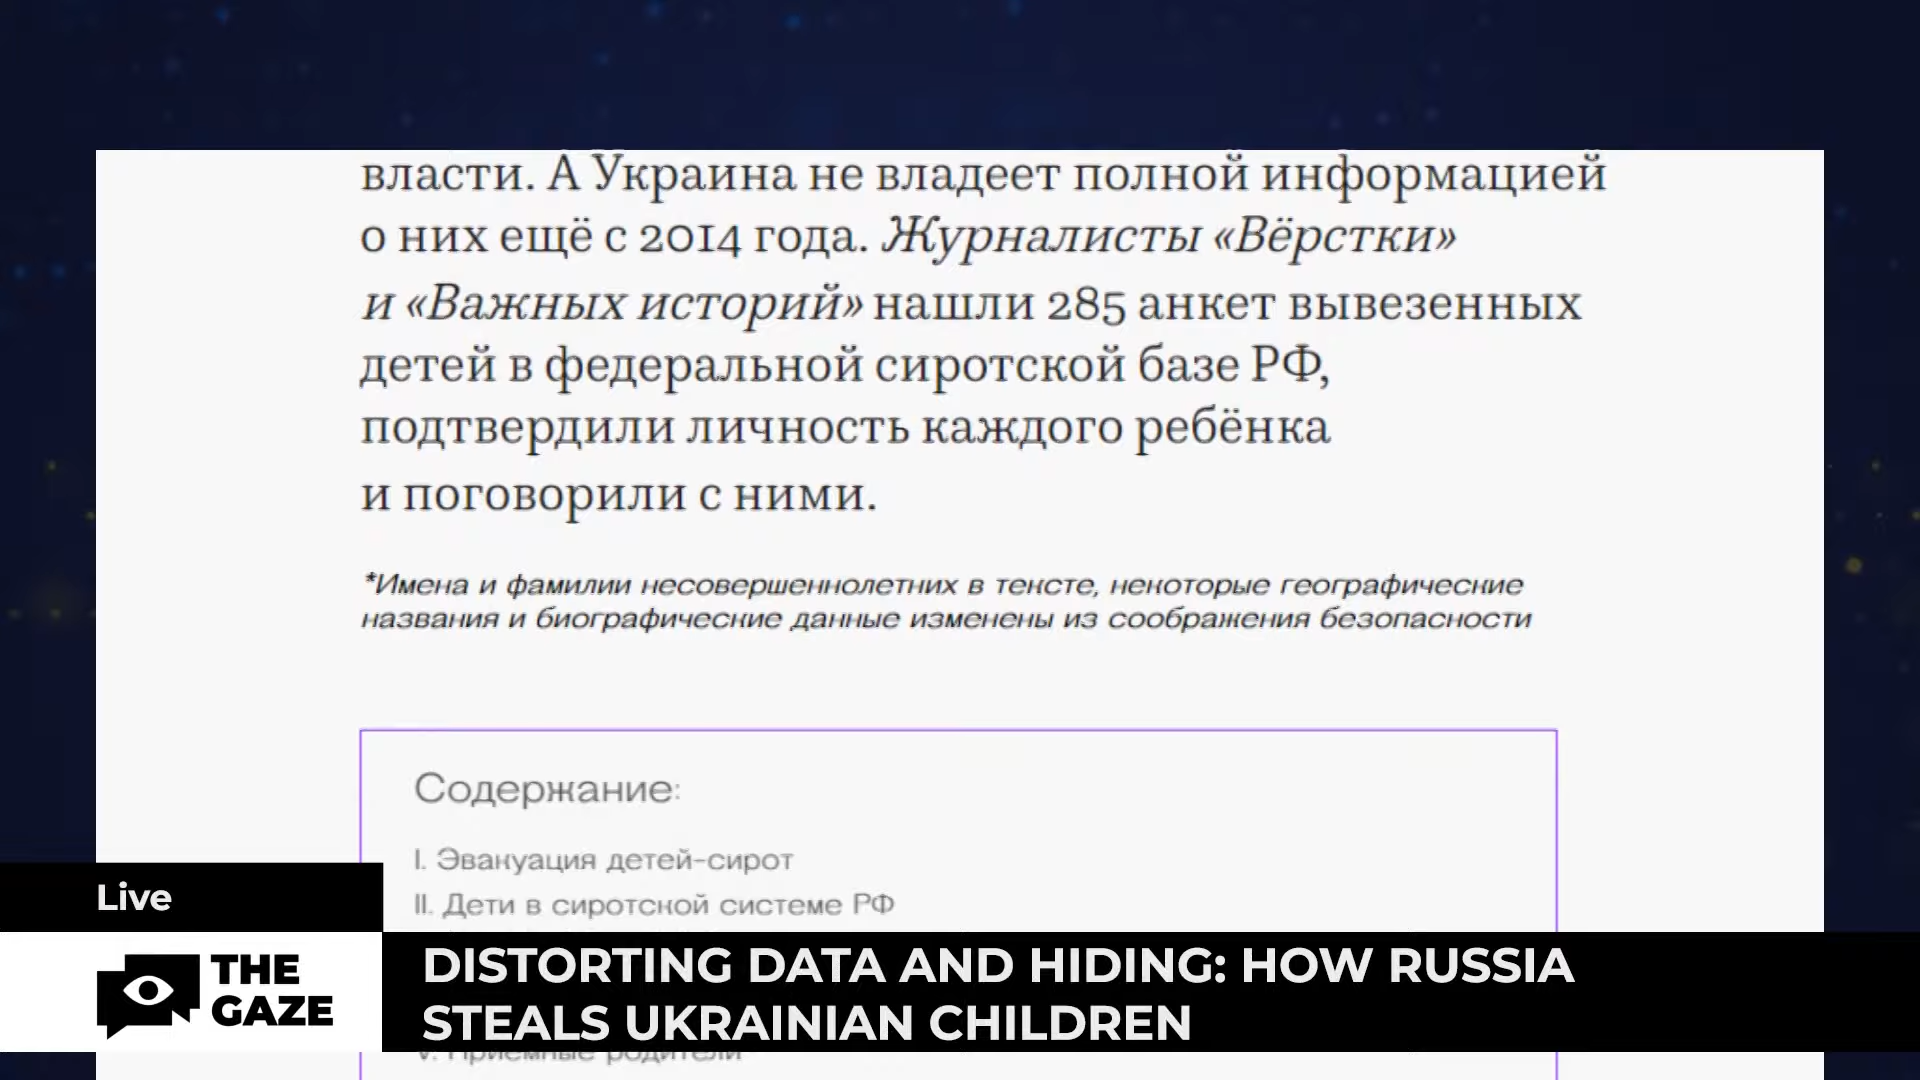 власти. А Украина не владеет полной информацией
о них ещё с 2014 года. Журналисты «Вёрстки»
и «Важных историй» нашли 285 анкет вывезенных
детей в федеральной сиротской базе РФ,
подтвердили личность каждого ребёнка
и поговорили с ними.
*Имена и фамилии несовершеннолетних в тексте, некоторые географические
названия и биографические данные изменены из соображения безопасности
Содержание:
I. Эвакуация детей-сирот
II. Дети в сиротской системе РФ
V. Приёмные родители
Live
THE
GAZE
DISTORTING DATA AND HIDING: HOW RUSSIA
STEALS UKRAINIAN CHILDREN